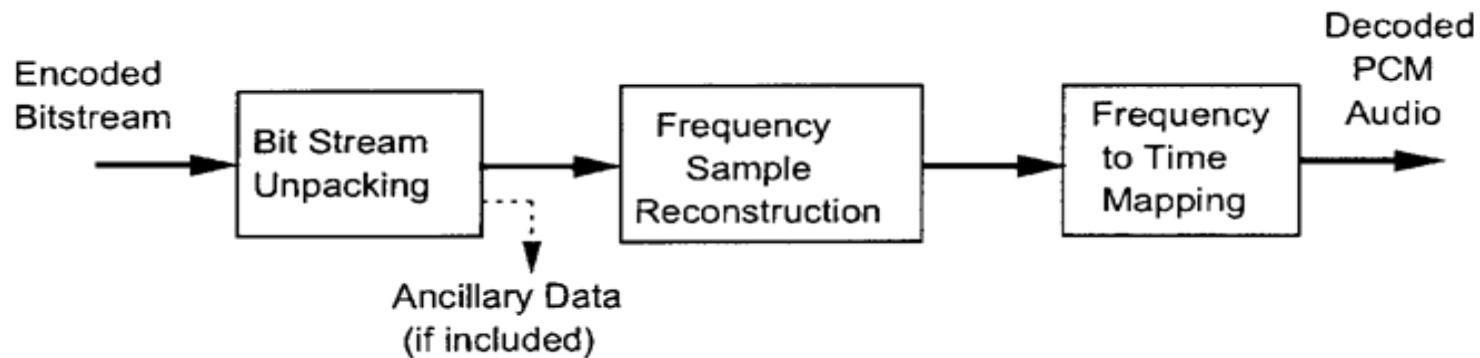 Encoded
Bitstream
Bit Stream
Unpacking
Ancillary Data
(if included)
Frequency
Sample
Reconstruction
Frequency
to Time
Mapping
Decoded
PCM
Audio